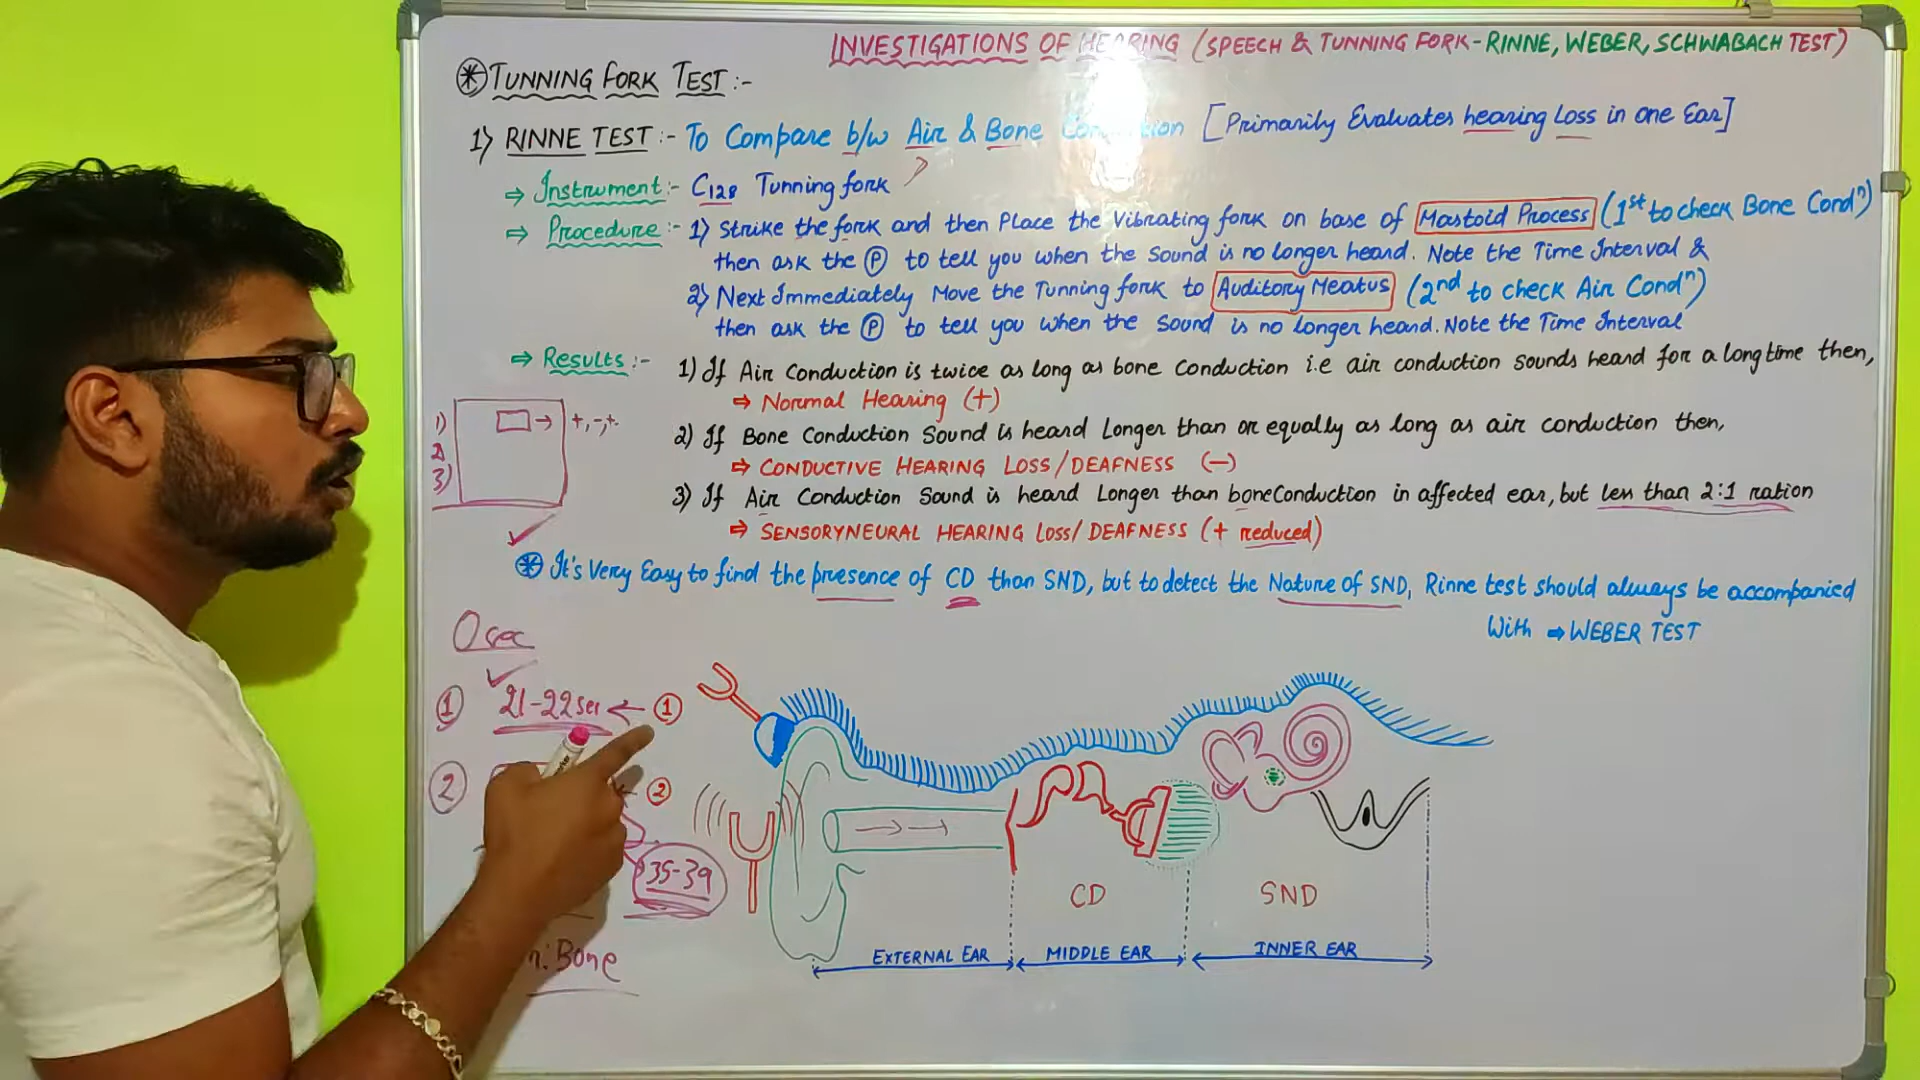 INVESTIGATIONS OF HEARING (SPEECH & TUNNING FORK - RINNE, WEBER, SCHWABACH TEST)
* TUNNING FORK TEST :-
1) RINNE TEST :- To Compare b/w Air & Bone [Primarily Evaluates hearing Loss in one Ear]
⇒ Instrument :- C128 Tunning fork
⇒ Procedure :- 1) Strike the fork and then Place the Vibrating fork on base of Mastoid Process (1st to check Bone Condⁿ)
then ask the Ⓟ to tell you when the Sound is no longer heard. Note the Time Interval &
2) Next Immediately Move the Tunning fork to Auditory Meatus (2nd to check Air Condⁿ)
then ask the Ⓟ to tell you when the Sound is no longer heard. Note the Time Interval
⇒ Results :- 1) If Air Conduction is twice as long as bone Conduction i.e air conduction sounds heard for a long time then,
⇒ Normal Hearing (+)
2) If Bone Conduction Sound is heard Longer than or equally as long as air conduction then,
⇒ CONDUCTIVE HEARING LOSS/DEAFNESS (-)
3) If Air Conduction Sound is heard Longer than bone Conduction in affected ear, but less than 2:1 ration
⇒ SENSORYNEURAL HEARING LOSS/DEAFNESS (+ reduced)
1)
2
3)
→ +, -, +.
* It's Very Easy to find the presence of CD than SND, but to detect the Nature of SND, Rinne test should always be accompanied
With ⇒ WEBER TEST
0 sec
① 21-22 sec ← ①
② ← ②
35-39
Bone
CD
SND
EXTERNAL EAR
MIDDLE EAR
INNER EAR